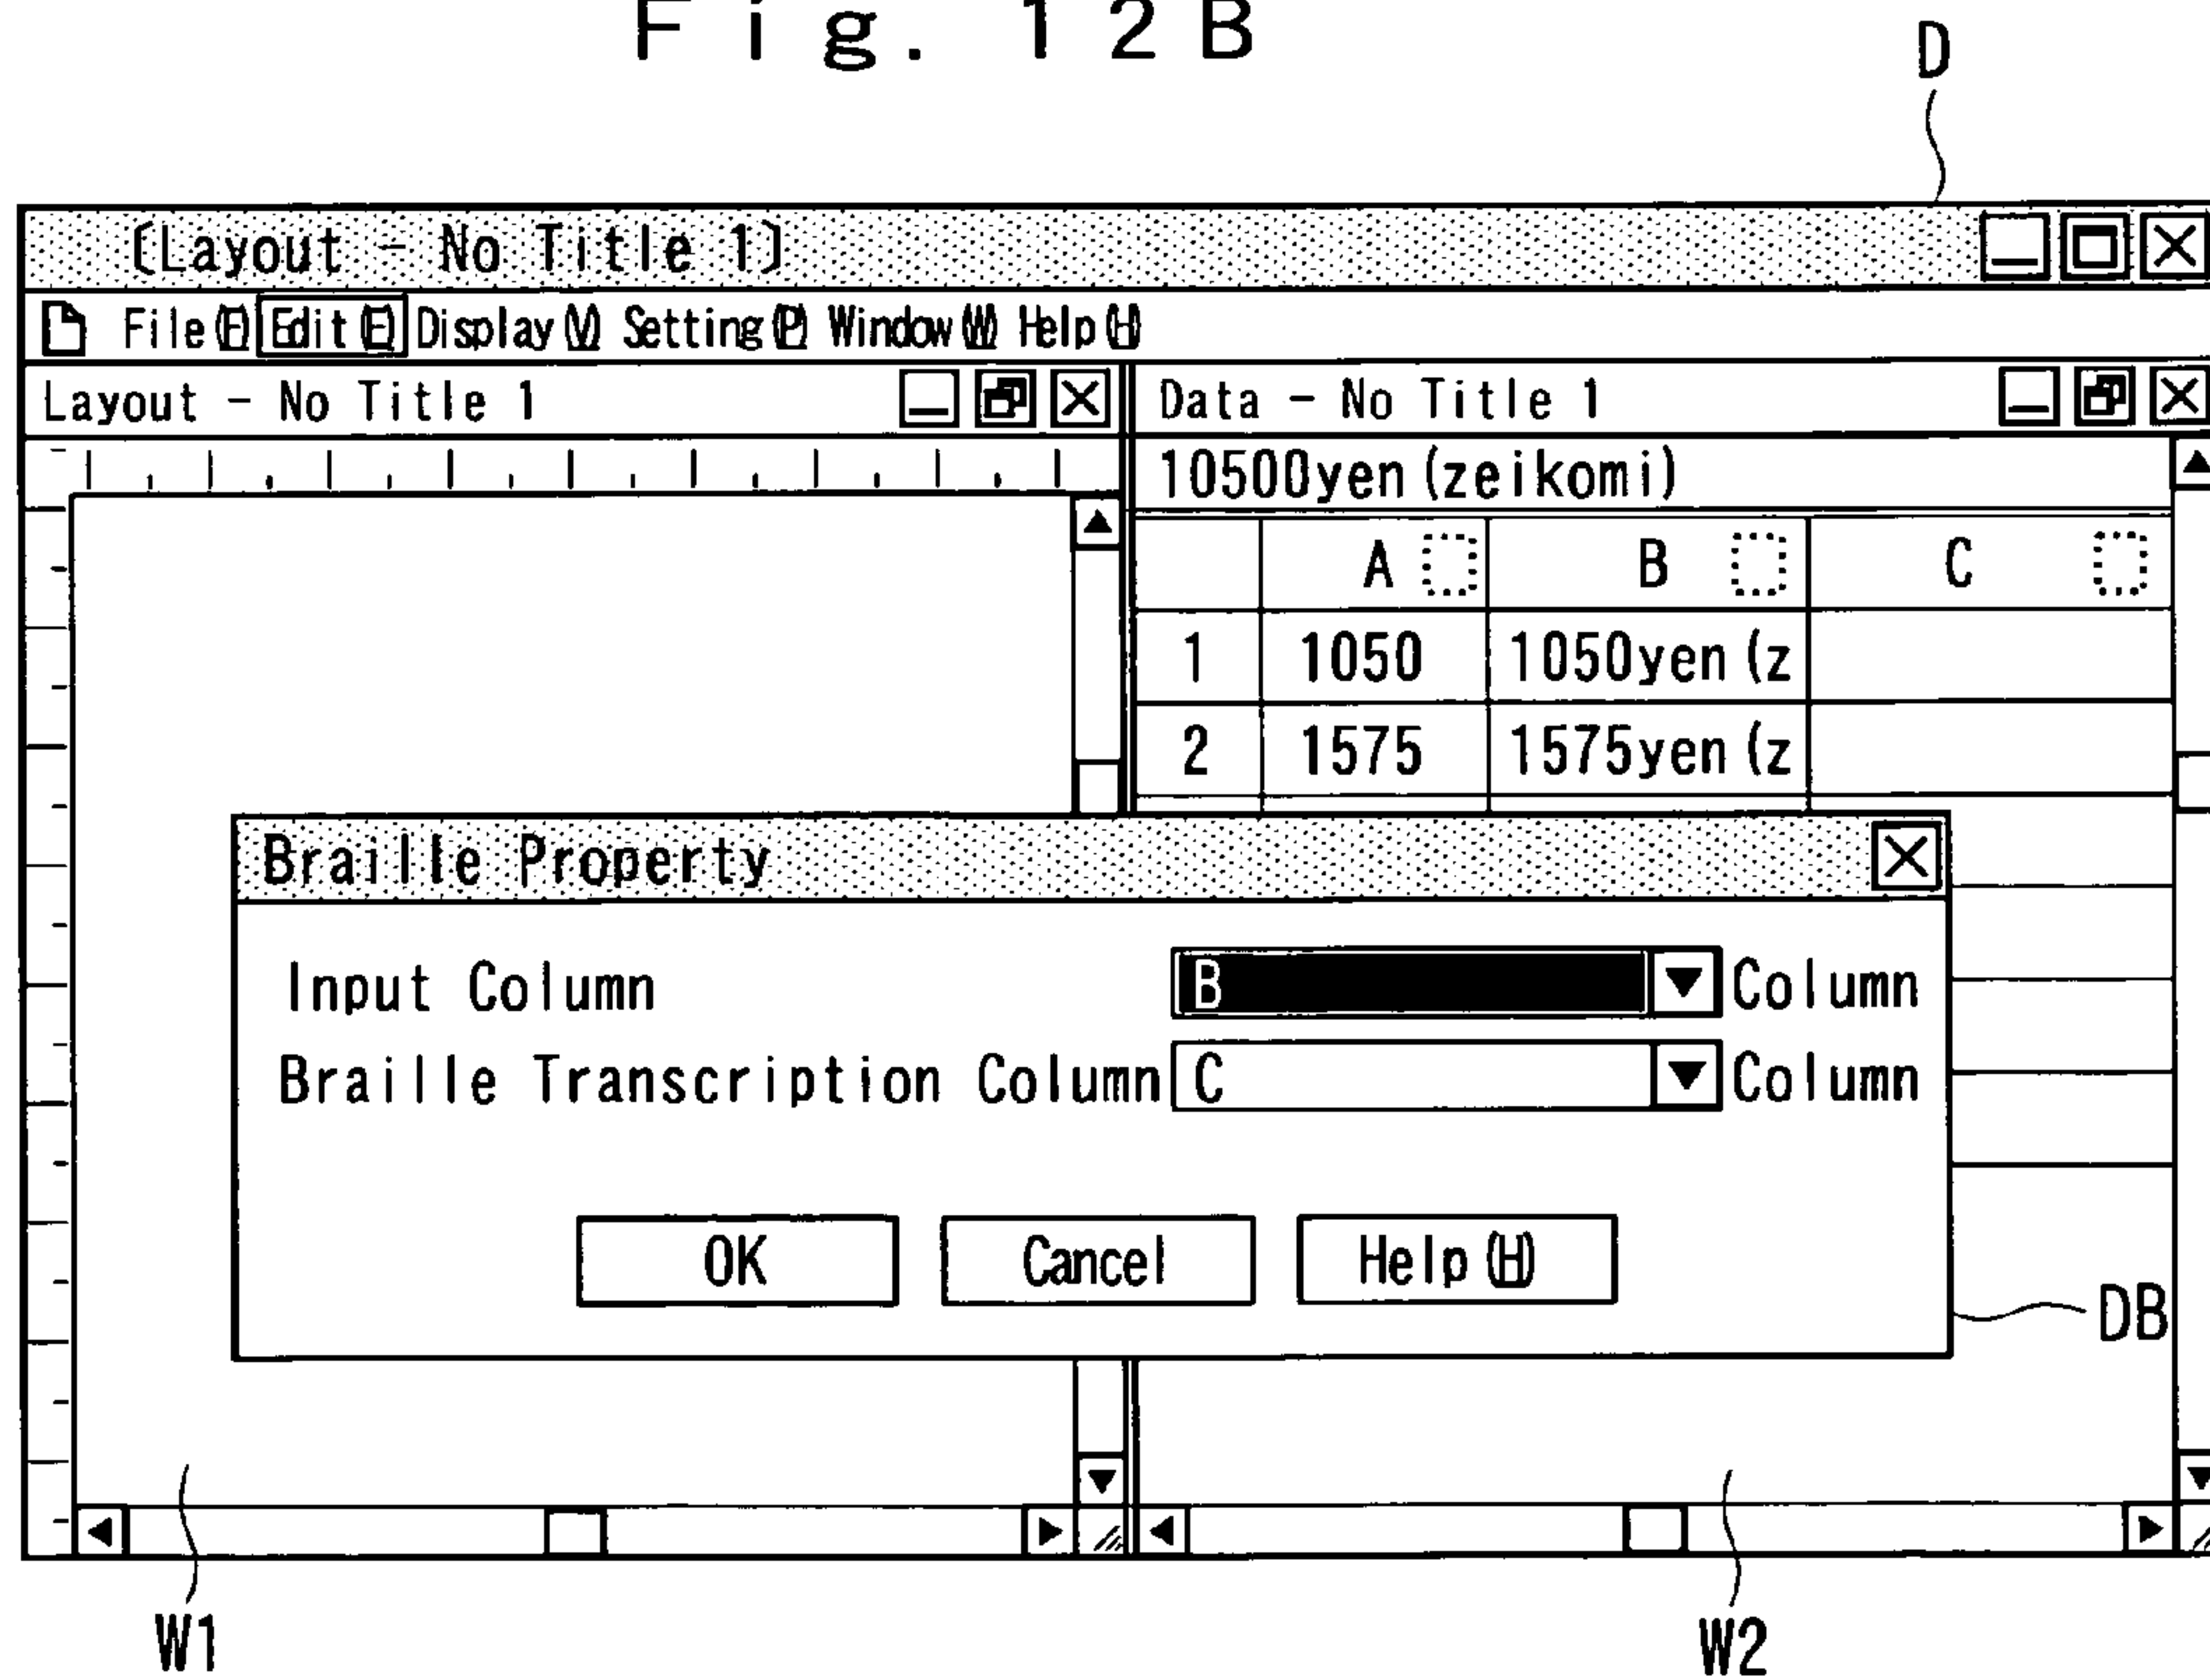 Fig. 12B
D
(Layout - No Title 1)
File(F) Edit(E) Display(V) Setting(P) Window(W) Help(H)
Layout - No Title 1
Data - No Title 1
10500yen(zeikomi)
A B C
1 1050 1050yen(z
2 1575 1575yen(z
Braille Property
Input Column B Column
Braille Transcription Column C Column
OK Cancel Help(H)
DB
W1 W2